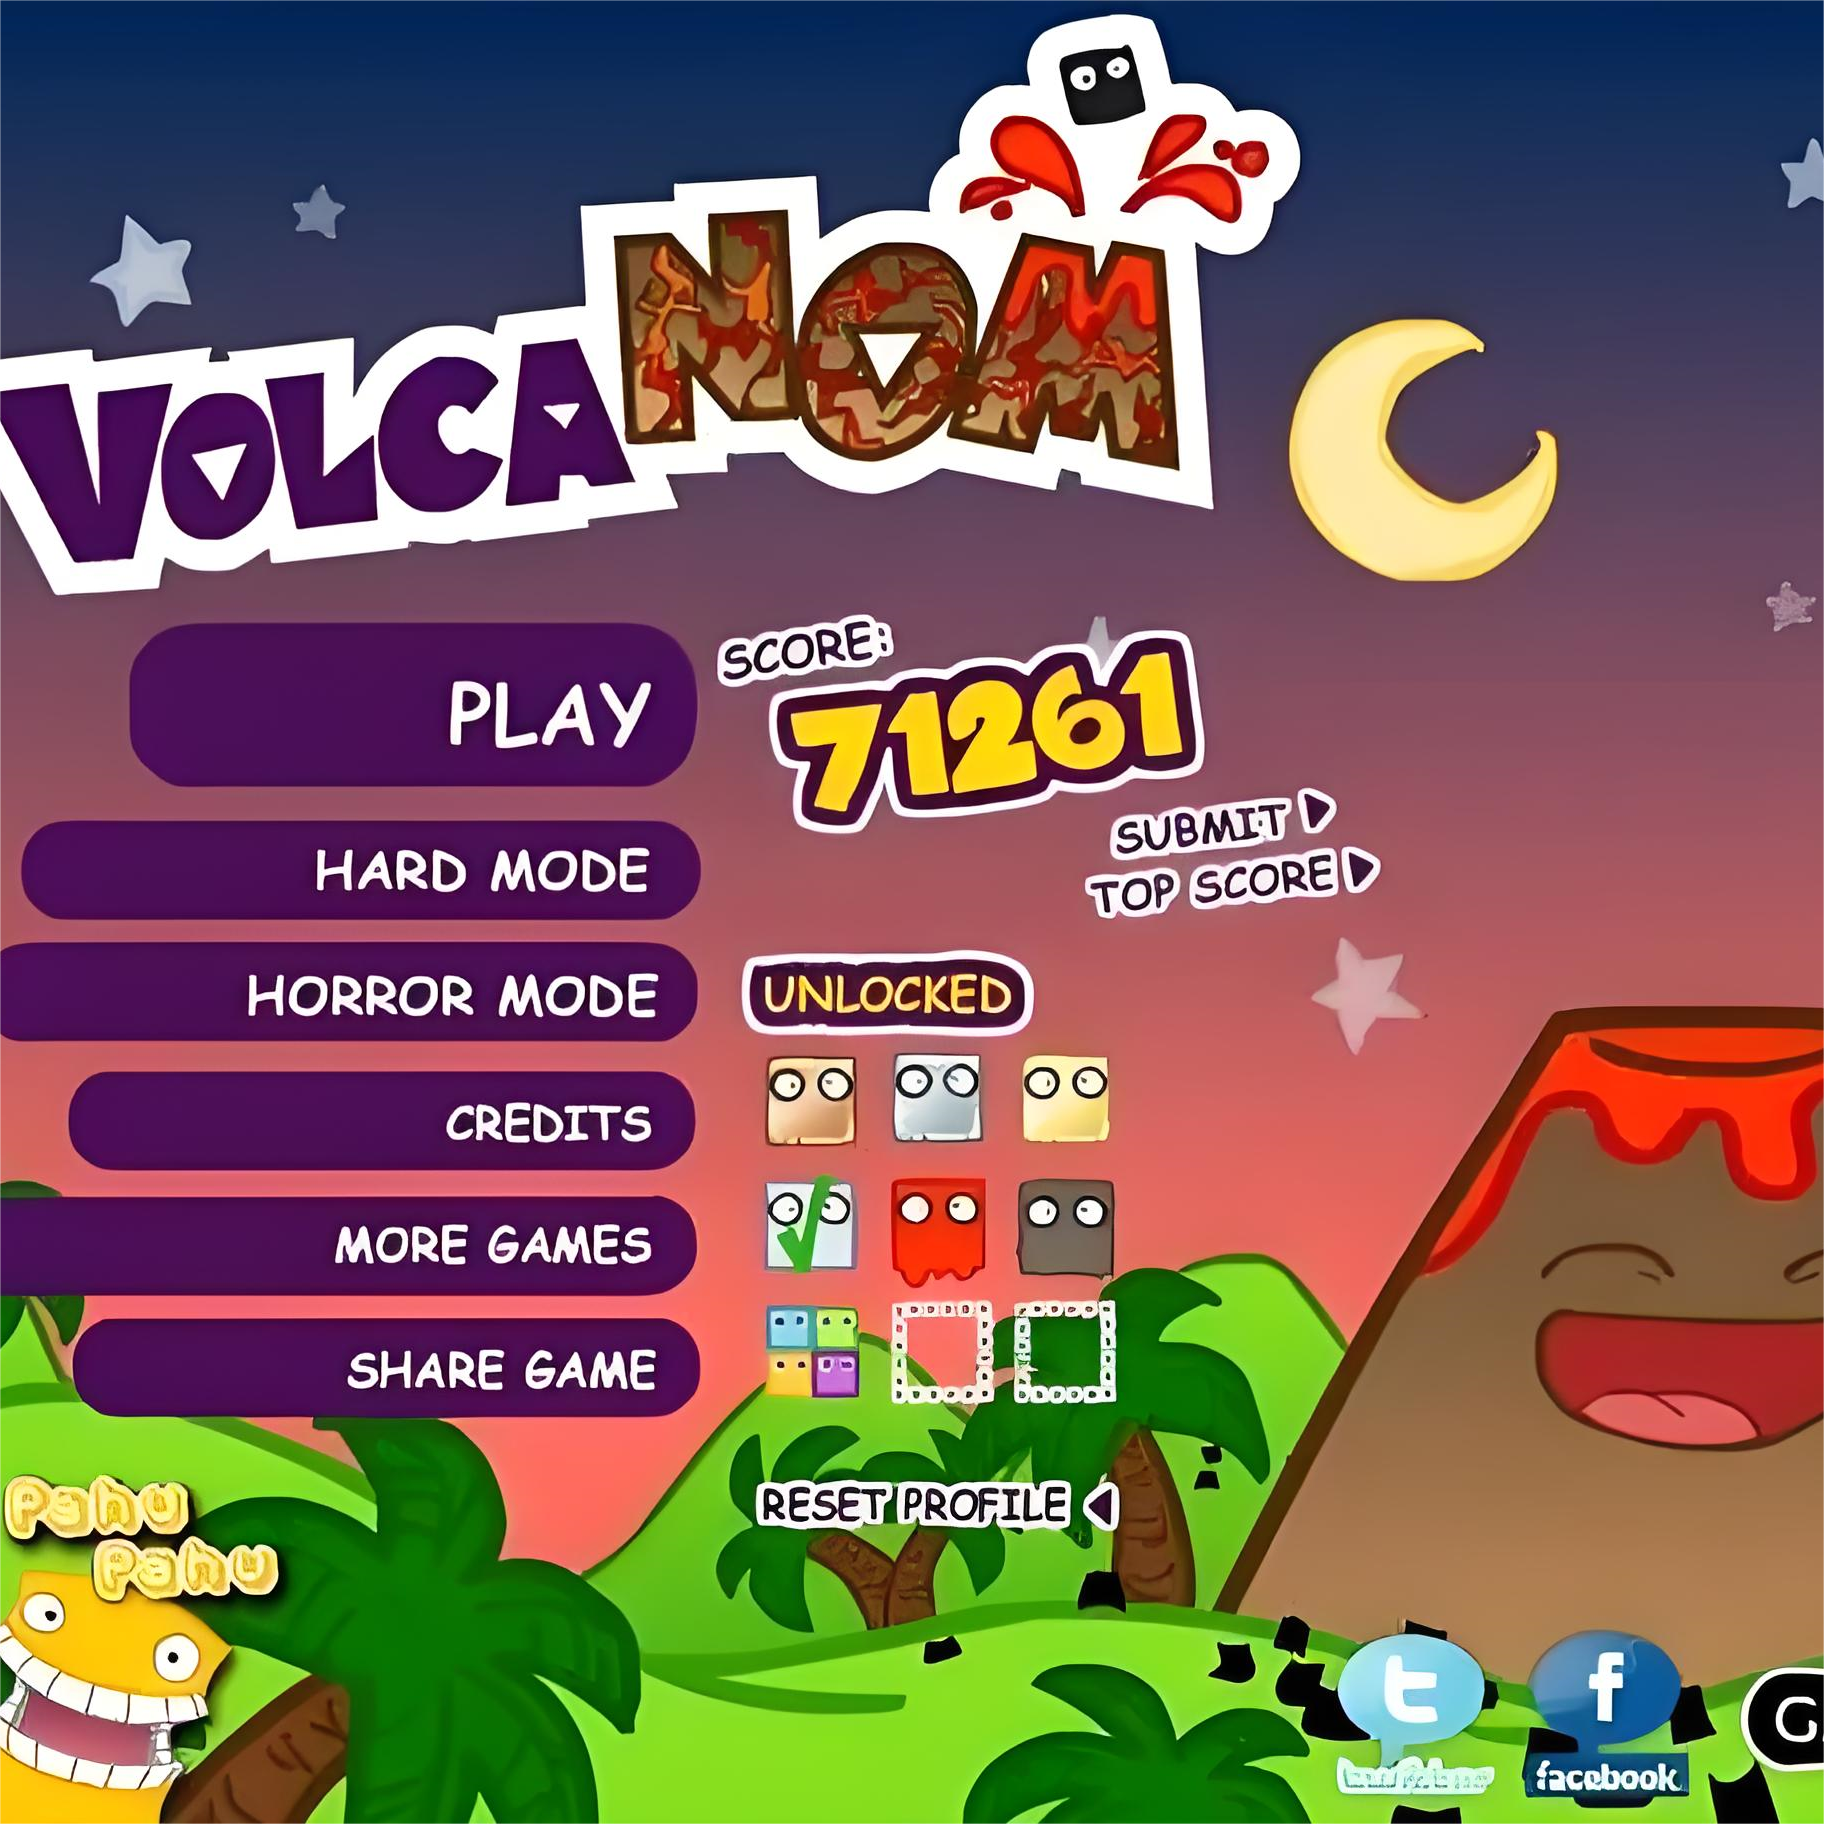 VOLCANOM
PLAY
SCORE:
71261
SUBMIT
TOP SCORE
HARD MODE
HORROR MODE
UNLOCKED
CREDITS
MORE GAMES
SHARE GAME
RESET PROFILE
Pahu
Pahu
facebook